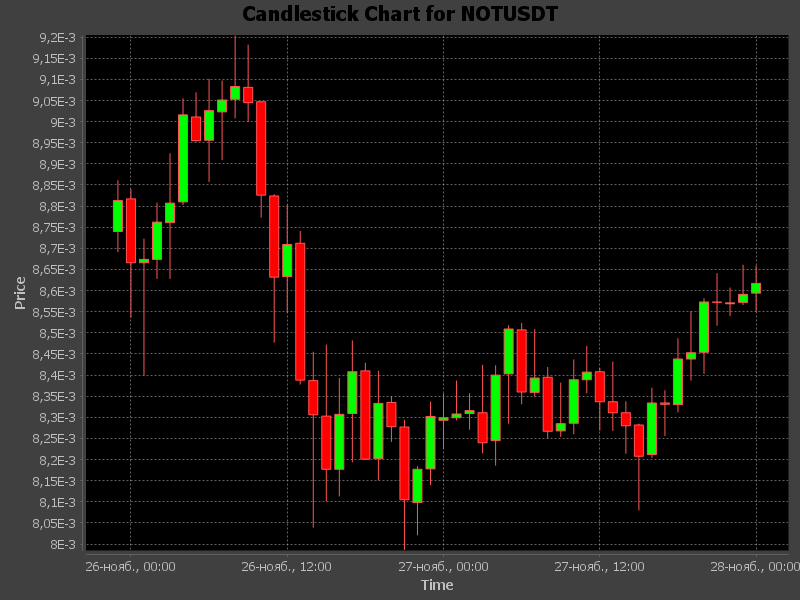 Candlestick Chart for NOTUSDT
9,2E-3
9,15E-3
9,1E-3
9,05E-3
9E-3
8,95E-3
8,9E-3
8,85E-3
8,8E-3
8,75E-3
8,7E-3
8,65E-3
8,6E-3
8,55E-3
8,5E-3
8,45E-3
8,4E-3
8,35E-3
8,3E-3
8,25E-3
8,2E-3
8,15E-3
8,1E-3
8,05E-3
8E-3
Price
26-нояб., 00:00 26-нояб., 12:00 27-нояб., 00:00 27-нояб., 12:00 28-нояб., 00:00
Time